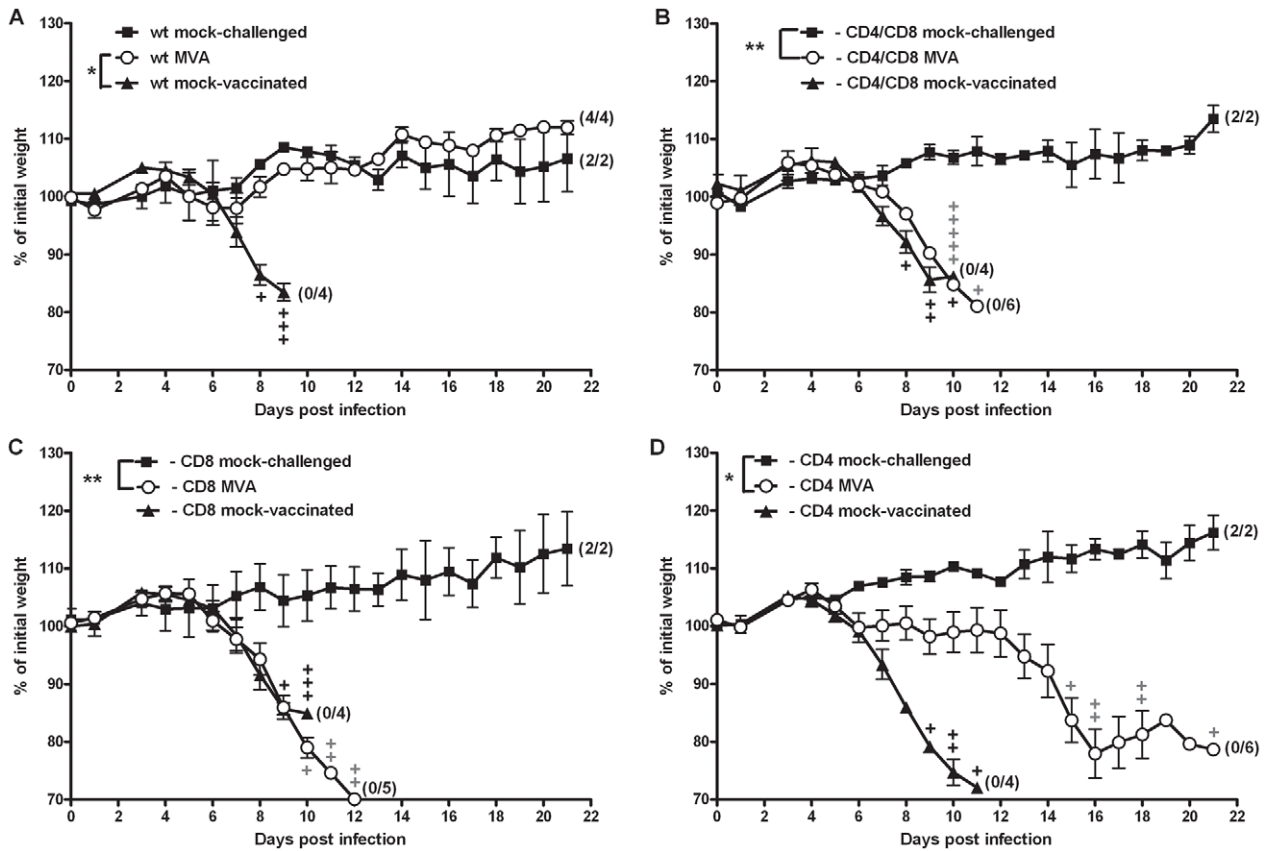 A
wt mock-challenged
* wt MVA
wt mock-vaccinated
% of initial weight
130
120
110
100
90
80
70
(4/4)
(2/2)
(0/4)
+
+
+
+
0 2 4 6 8 10 12 14 16 18 20 22
Days post infection
B
- CD4/CD8 mock-challenged
** - CD4/CD8 MVA
- CD4/CD8 mock-vaccinated
% of initial weight
130
120
110
100
90
80
70
(2/2)
+
+
+
+
+
(0/4)
+
+
+
+
+
(0/6)
0 2 4 6 8 10 12 14 16 18 20 22
Days post infection
C
- CD8 mock-challenged
** - CD8 MVA
- CD8 mock-vaccinated
% of initial weight
130
120
110
100
90
80
70
(2/2)
+
+
+
+
(0/4)
+
+
+
+
+
(0/5)
0 2 4 6 8 10 12 14 16 18 20 22
Days post infection
D
- CD4 mock-challenged
* - CD4 MVA
- CD4 mock-vaccinated
% of initial weight
130
120
110
100
90
80
70
(2/2)
+
+
+
+
+
+
(0/6)
+
+
+
+
(0/4)
0 2 4 6 8 10 12 14 16 18 20 22
Days post infection